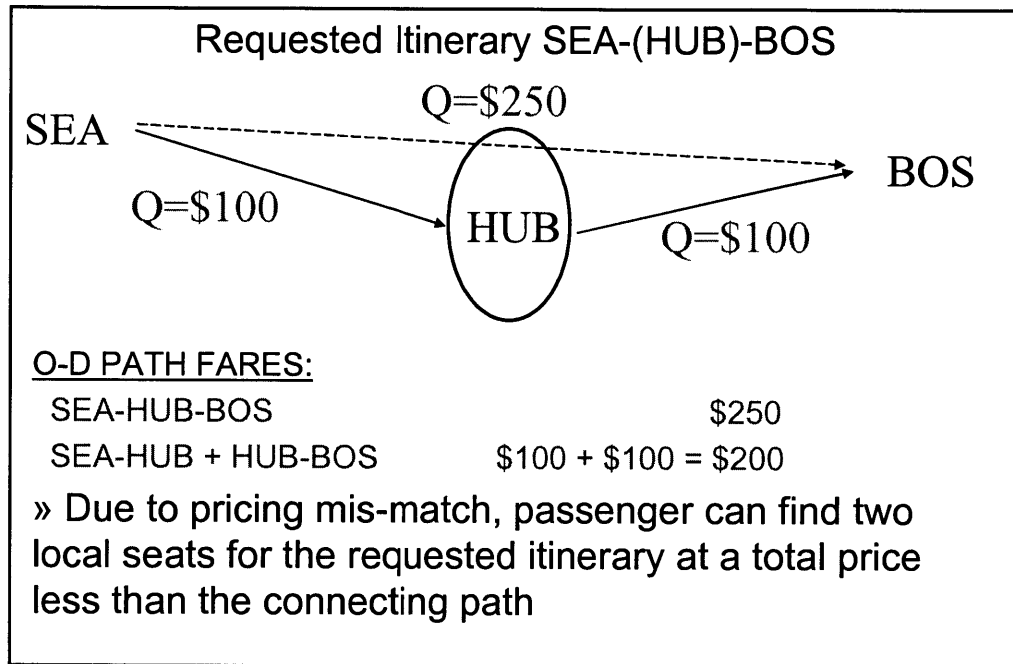 Requested Itinerary SEA-(HUB)-BOS
Q=$250
SEA
BOS
Q=$100
HUB
Q=$100
O-D PATH FARES:
SEA-HUB-BOS $250
SEA-HUB + HUB-BOS $100 + $100 = $200
» Due to pricing mis-match, passenger can find two
local seats for the requested itinerary at a total price
less than the connecting path